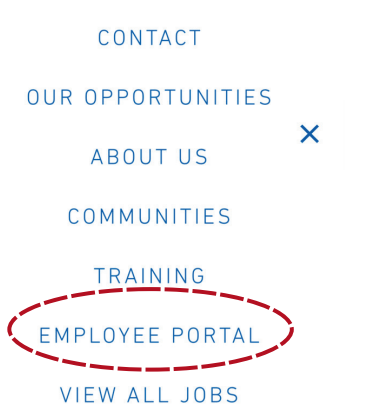 CONTACT
OUR OPPORTUNITIES
ABOUT US
COMMUNITIES
TRAINING
EMPLOYEE PORTAL
VIEW ALL JOBS